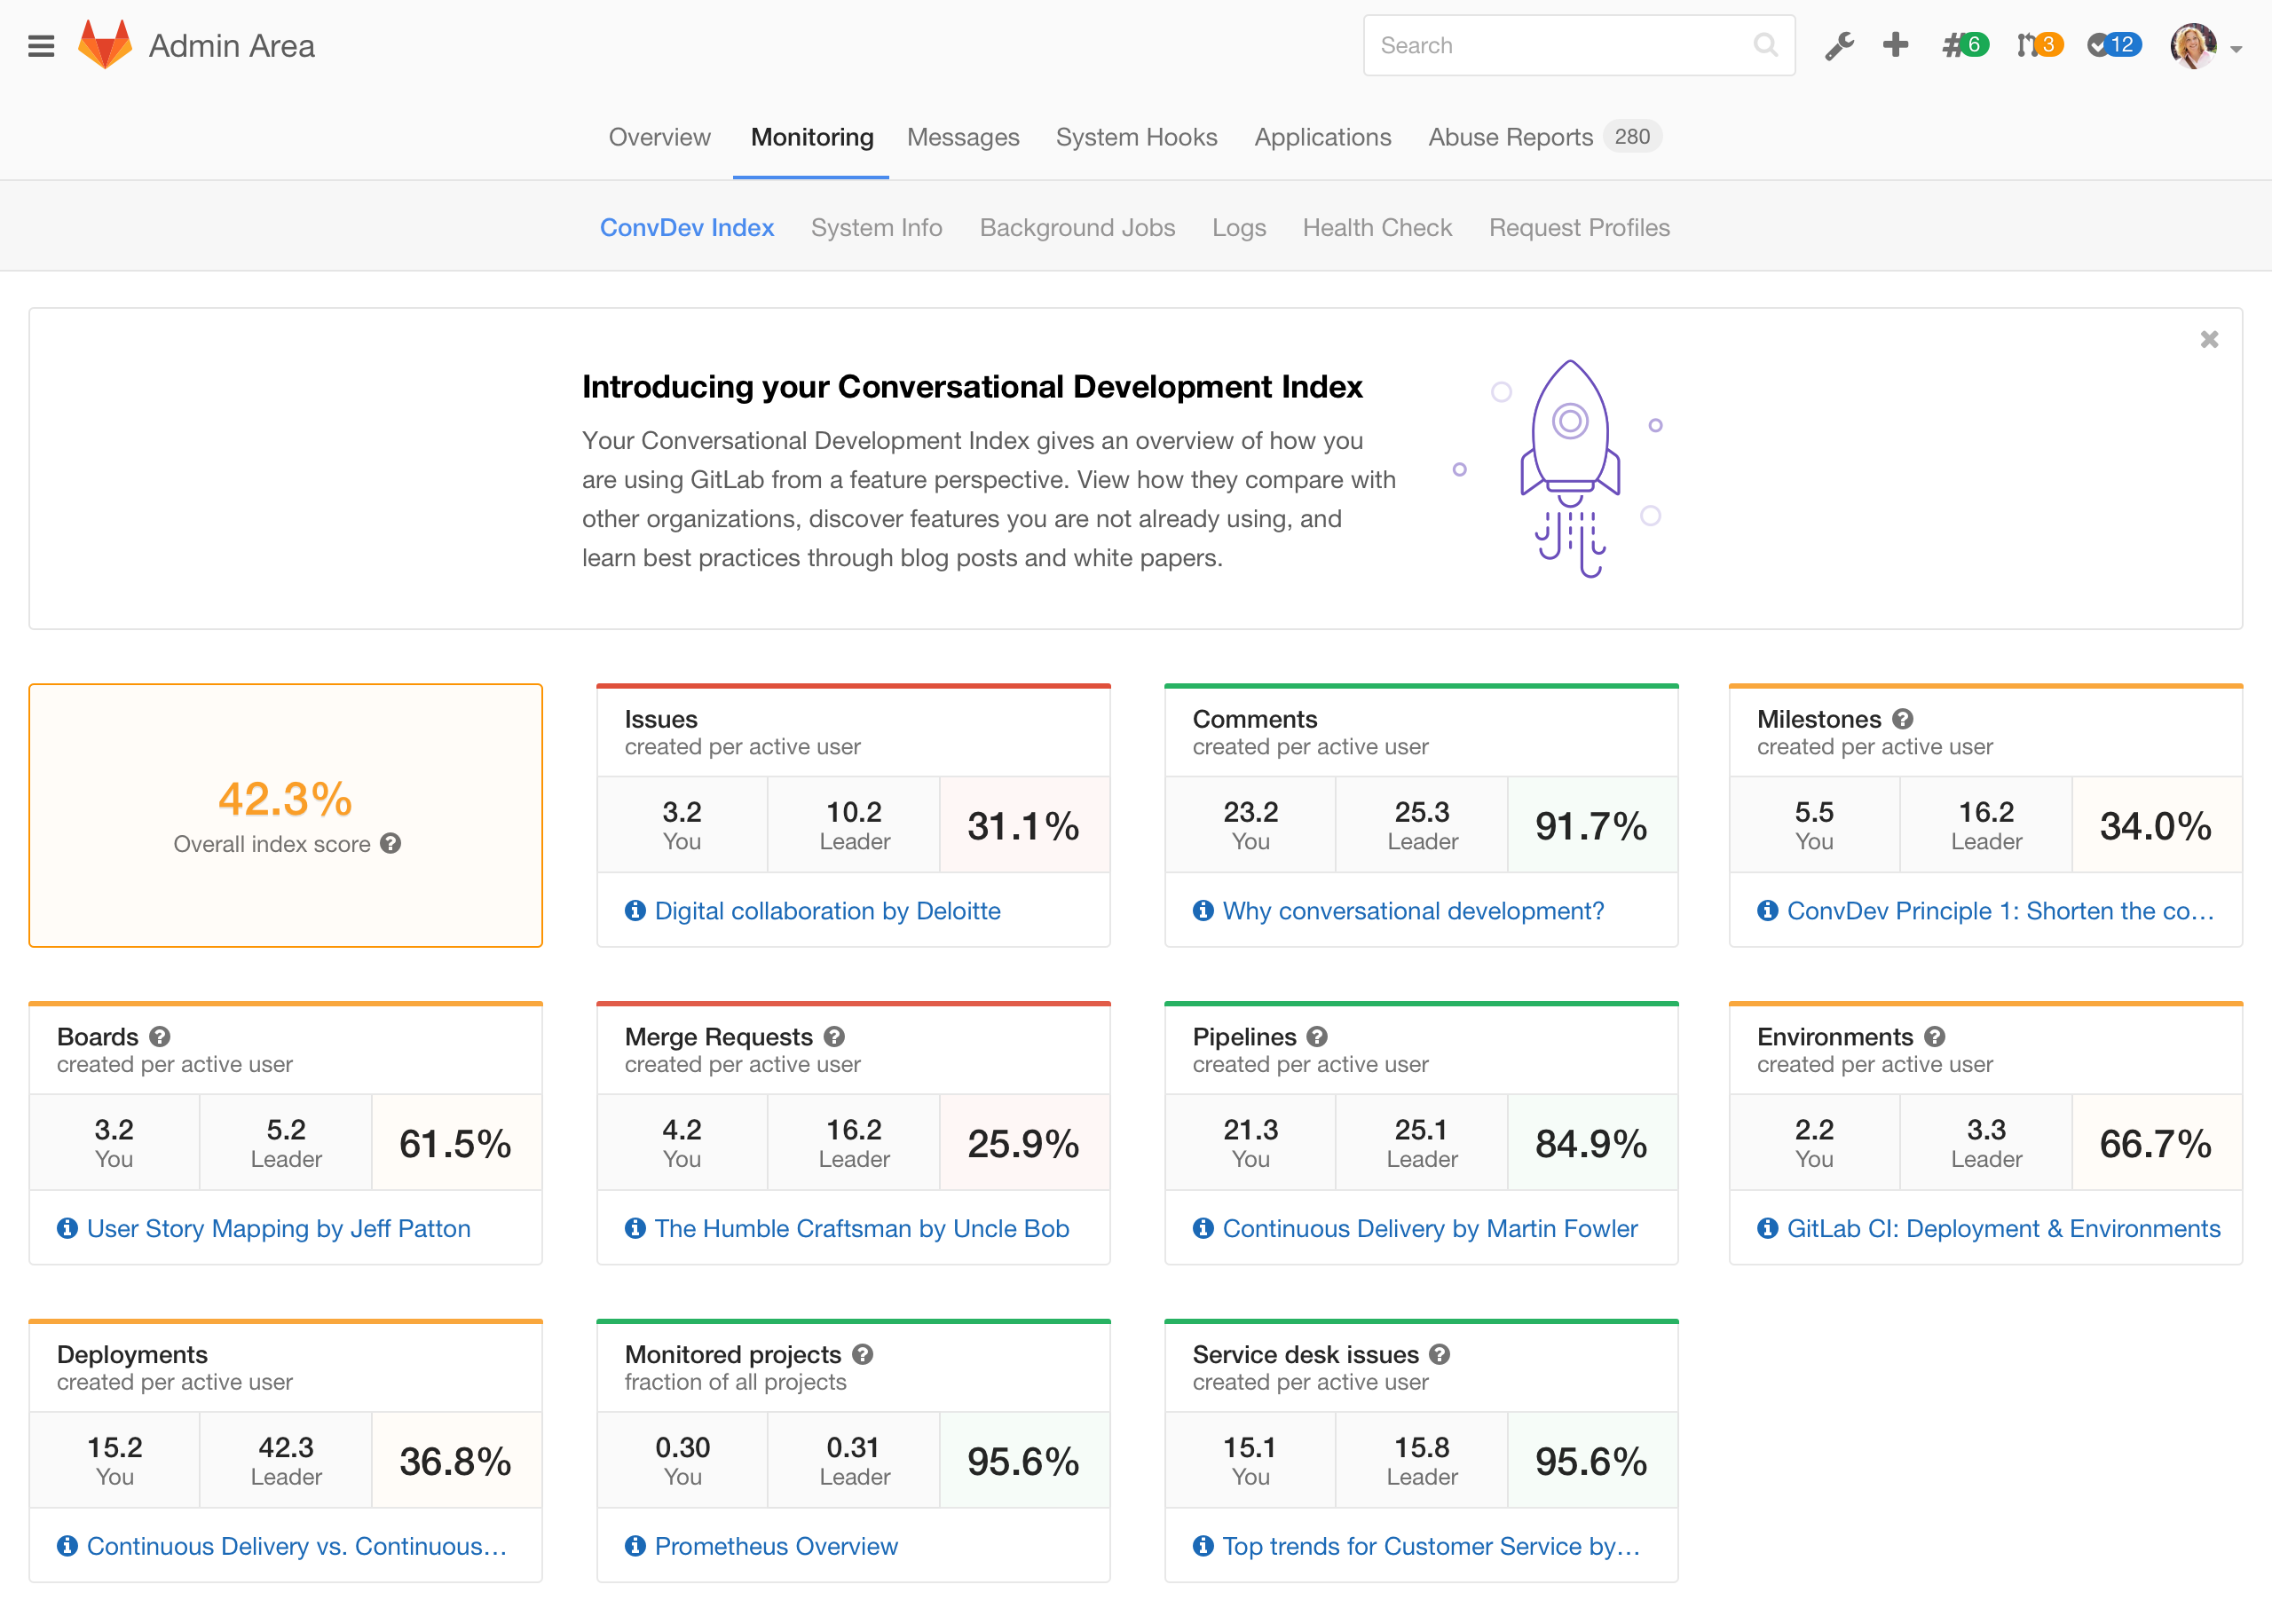 Admin Area
Search
6
3
12
Overview
Monitoring
Messages
System Hooks
Applications
Abuse Reports 280
ConvDev Index
System Info
Background Jobs
Logs
Health Check
Request Profiles
Introducing your Conversational Development Index
Your Conversational Development Index gives an overview of how you
are using GitLab from a feature perspective. View how they compare with
other organizations, discover features you are not already using, and
learn best practices through blog posts and white papers.
42.3%
Overall index score
Issues
created per active user
3.2
You
10.2
Leader
31.1%
Digital collaboration by Deloitte
Comments
created per active user
23.2
You
25.3
Leader
91.7%
Why conversational development?
Milestones
created per active user
5.5
You
16.2
Leader
34.0%
ConvDev Principle 1: Shorten the co...
Boards
created per active user
3.2
You
5.2
Leader
61.5%
User Story Mapping by Jeff Patton
Merge Requests
created per active user
4.2
You
16.2
Leader
25.9%
The Humble Craftsman by Uncle Bob
Pipelines
created per active user
21.3
You
25.1
Leader
84.9%
Continuous Delivery by Martin Fowler
Environments
created per active user
2.2
You
3.3
Leader
66.7%
GitLab CI: Deployment & Environments
Deployments
created per active user
15.2
You
42.3
Leader
36.8%
Continuous Delivery vs. Continuous...
Monitored projects
fraction of all projects
0.30
You
0.31
Leader
95.6%
Prometheus Overview
Service desk issues
created per active user
15.1
You
15.8
Leader
95.6%
Top trends for Customer Service by...